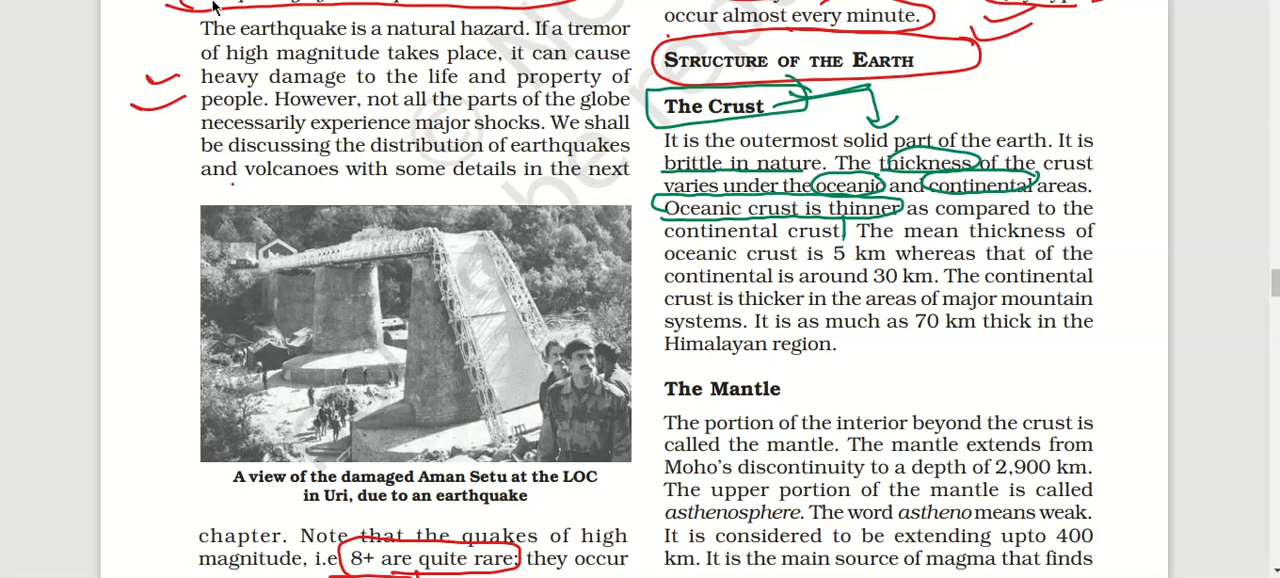 The earthquake is a natural hazard. If a tremor
of high magnitude takes place, it can cause
heavy damage to the life and property of
people. However, not all the parts of the globe
necessarily experience major shocks. We shall
be discussing the distribution of earthquakes
and volcanoes with some details in the next
A view of the damaged Aman Setu at the LOC
in Uri, due to an earthquake
chapter. Note that the quakes of high
magnitude, i.e 8+ are quite rare; they occur
occur almost every minute.
STRUCTURE OF THE EARTH
The Crust
It is the outermost solid part of the earth. It is
brittle in nature. The thickness of the crust
varies under the oceanic and continental areas.
Oceanic crust is thinner as compared to the
continental crust. The mean thickness of
oceanic crust is 5 km whereas that of the
continental is around 30 km. The continental
crust is thicker in the areas of major mountain
systems. It is as much as 70 km thick in the
Himalayan region.
The Mantle
The portion of the interior beyond the crust is
called the mantle. The mantle extends from
Moho's discontinuity to a depth of 2,900 km.
The upper portion of the mantle is called
asthenosphere. The word astheno means weak.
It is considered to be extending upto 400
km. It is the main source of magma that finds